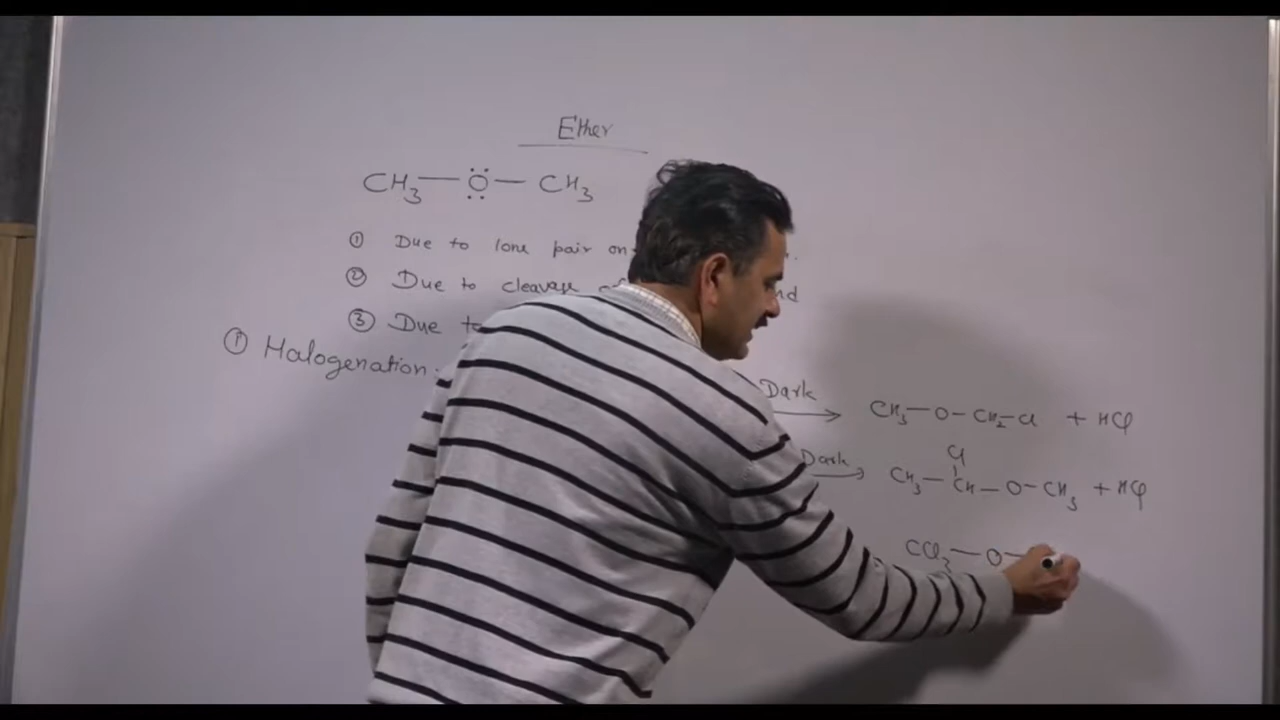 Ether
CH3 — Ö — CH3
① Due to lone pair on
② Due to cleavage of nd
③ Due to
① Halogenation
Dark → CH3—O—CH2—Cl + HCl
Cl
Dark → CH3—CH—O—CH3 + HCl
CCl3—O—